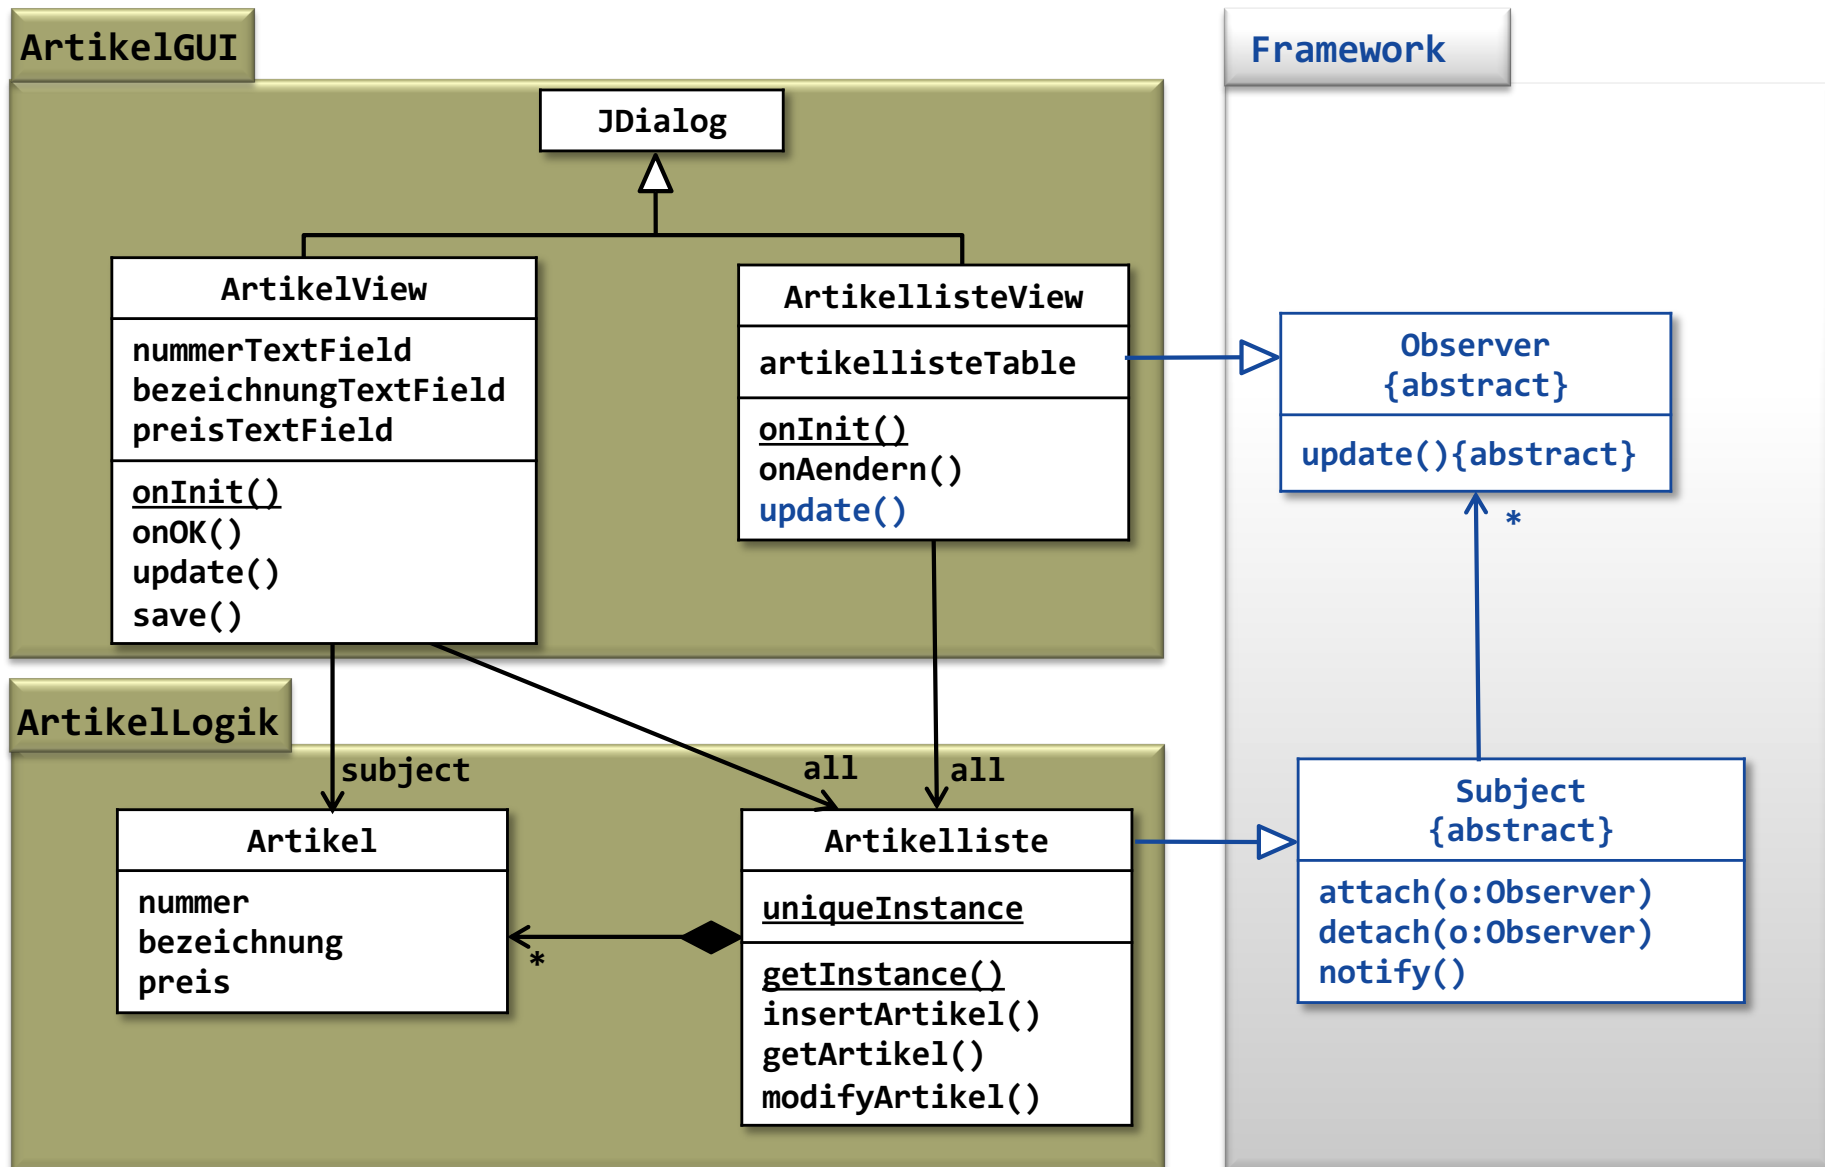 ArtikelGUI
JDialog
ArtikelView
nummerTextField
bezeichnungTextField
preisTextField
onInit()
onOK()
update()
save()
ArtikellisteView
artikellisteTable
onInit()
onAendern()
update()
ArtikelLogik
subject
all
all
Artikel
nummer
bezeichnung
preis
*
Artikelliste
uniqueInstance
getInstance()
insertArtikel()
getArtikel()
modifyArtikel()
Framework
Observer
{abstract}
update(){abstract}
*
Subject
{abstract}
attach(o:Observer)
detach(o:Observer)
notify()